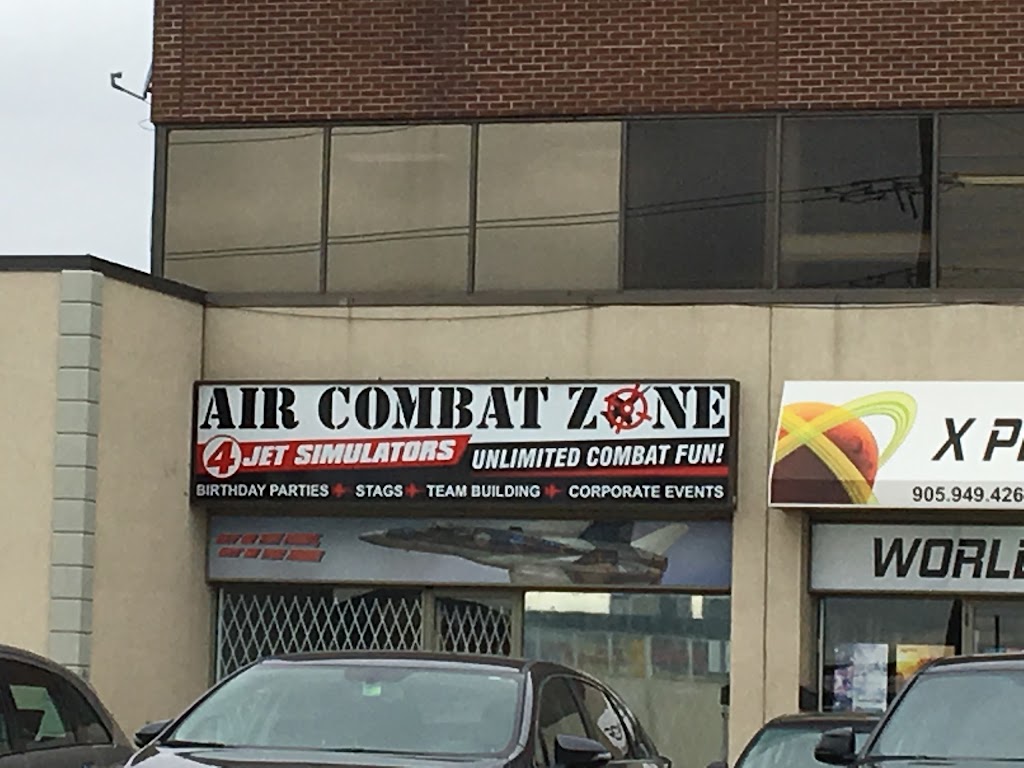 AIR COMBAT ZONE
4 JET SIMULATORS
UNLIMITED COMBAT FUN!
BIRTHDAY PARTIES STAGS TEAM BUILDING CORPORATE EVENTS
X P
905.949.426
WORL